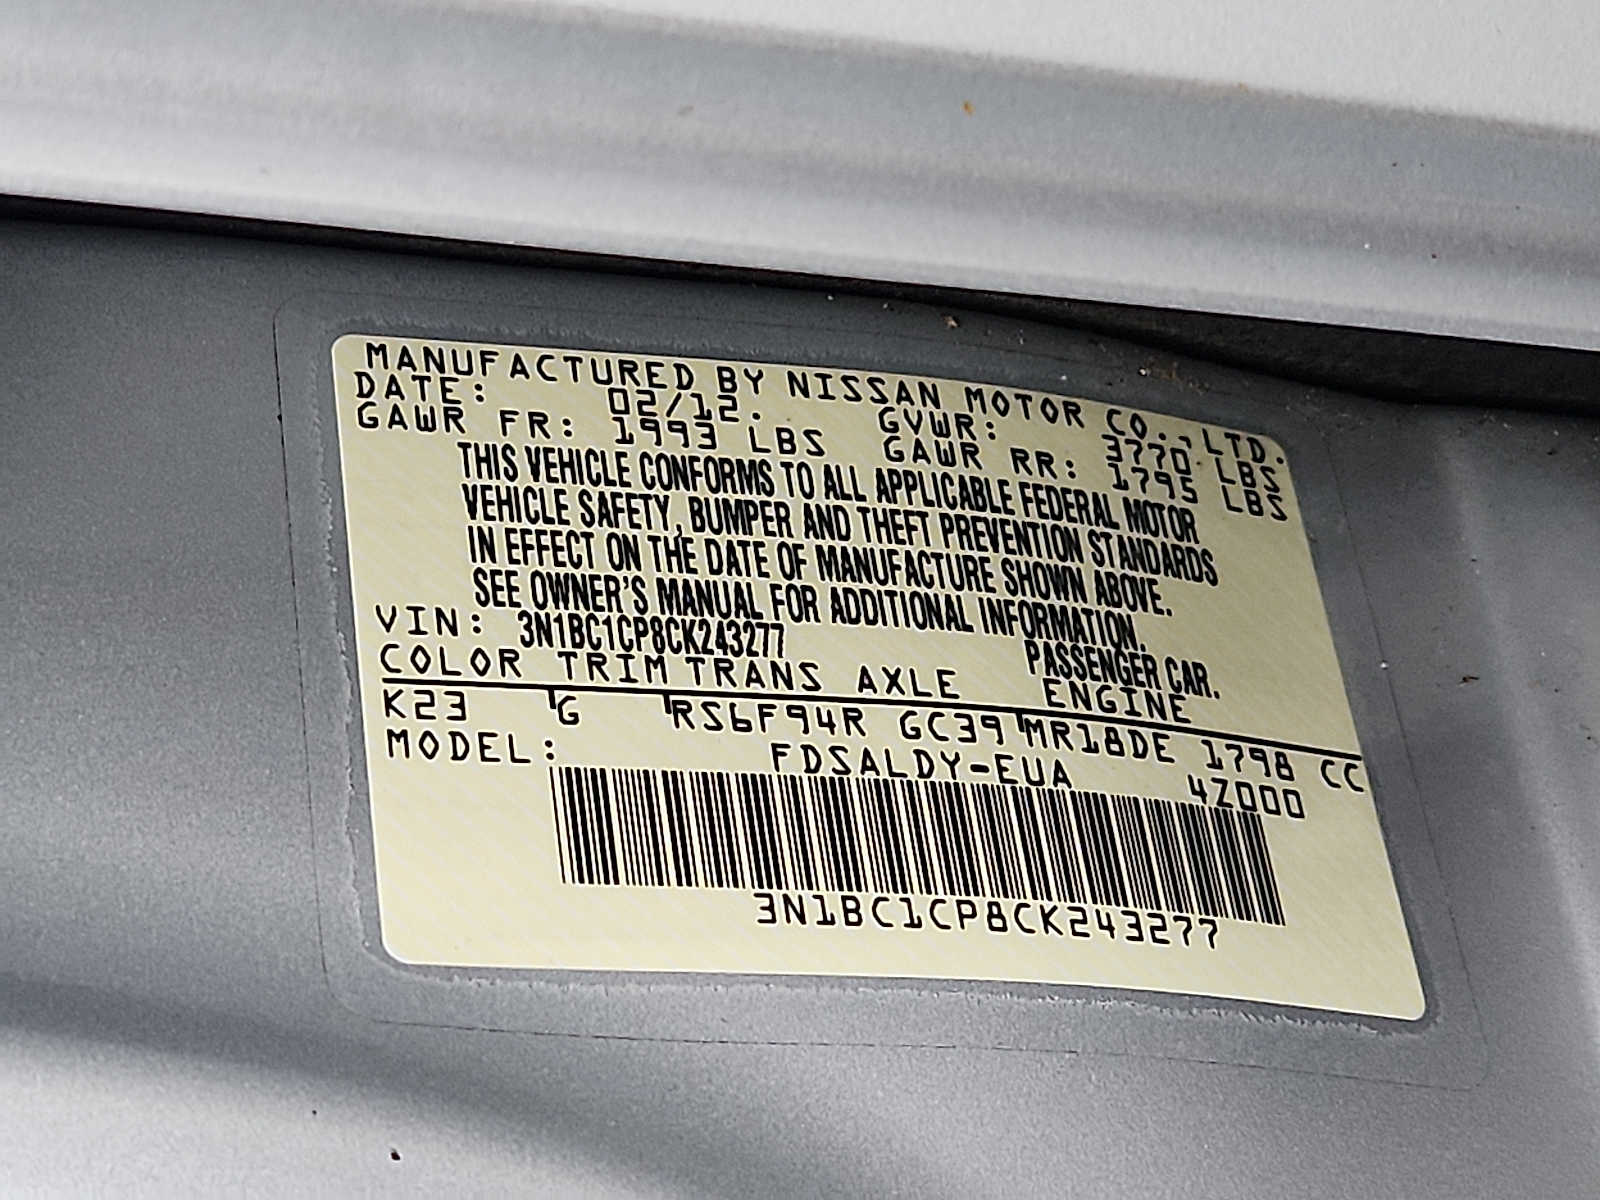 MANUFACTURED BY NISSAN MOTOR CO., LTD.
DATE: 02/12. GVWR: 3770 LBS
GAWR FR: 1993 LBS GAWR RR: 1795 LBS
THIS VEHICLE CONFORMS TO ALL APPLICABLE FEDERAL MOTOR
VEHICLE SAFETY, BUMPER AND THEFT PREVENTION STANDARDS
IN EFFECT ON THE DATE OF MANUFACTURE SHOWN ABOVE.
SEE OWNER'S MANUAL FOR ADDITIONAL INFORMATION.
VIN: 3N1BC1CP8CK243277 PASSENGER CAR.
COLOR TRIM TRANS AXLE ENGINE
K23 G RS6F94R GC39 MR18DE 1798 CC
MODEL: FDSALDY-EUA 4Z000
3N1BC1CP8CK243277